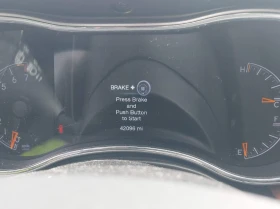 BRAKE +
Press Brake
and
Push Button
to Start
42099 mi
H
C
F
E